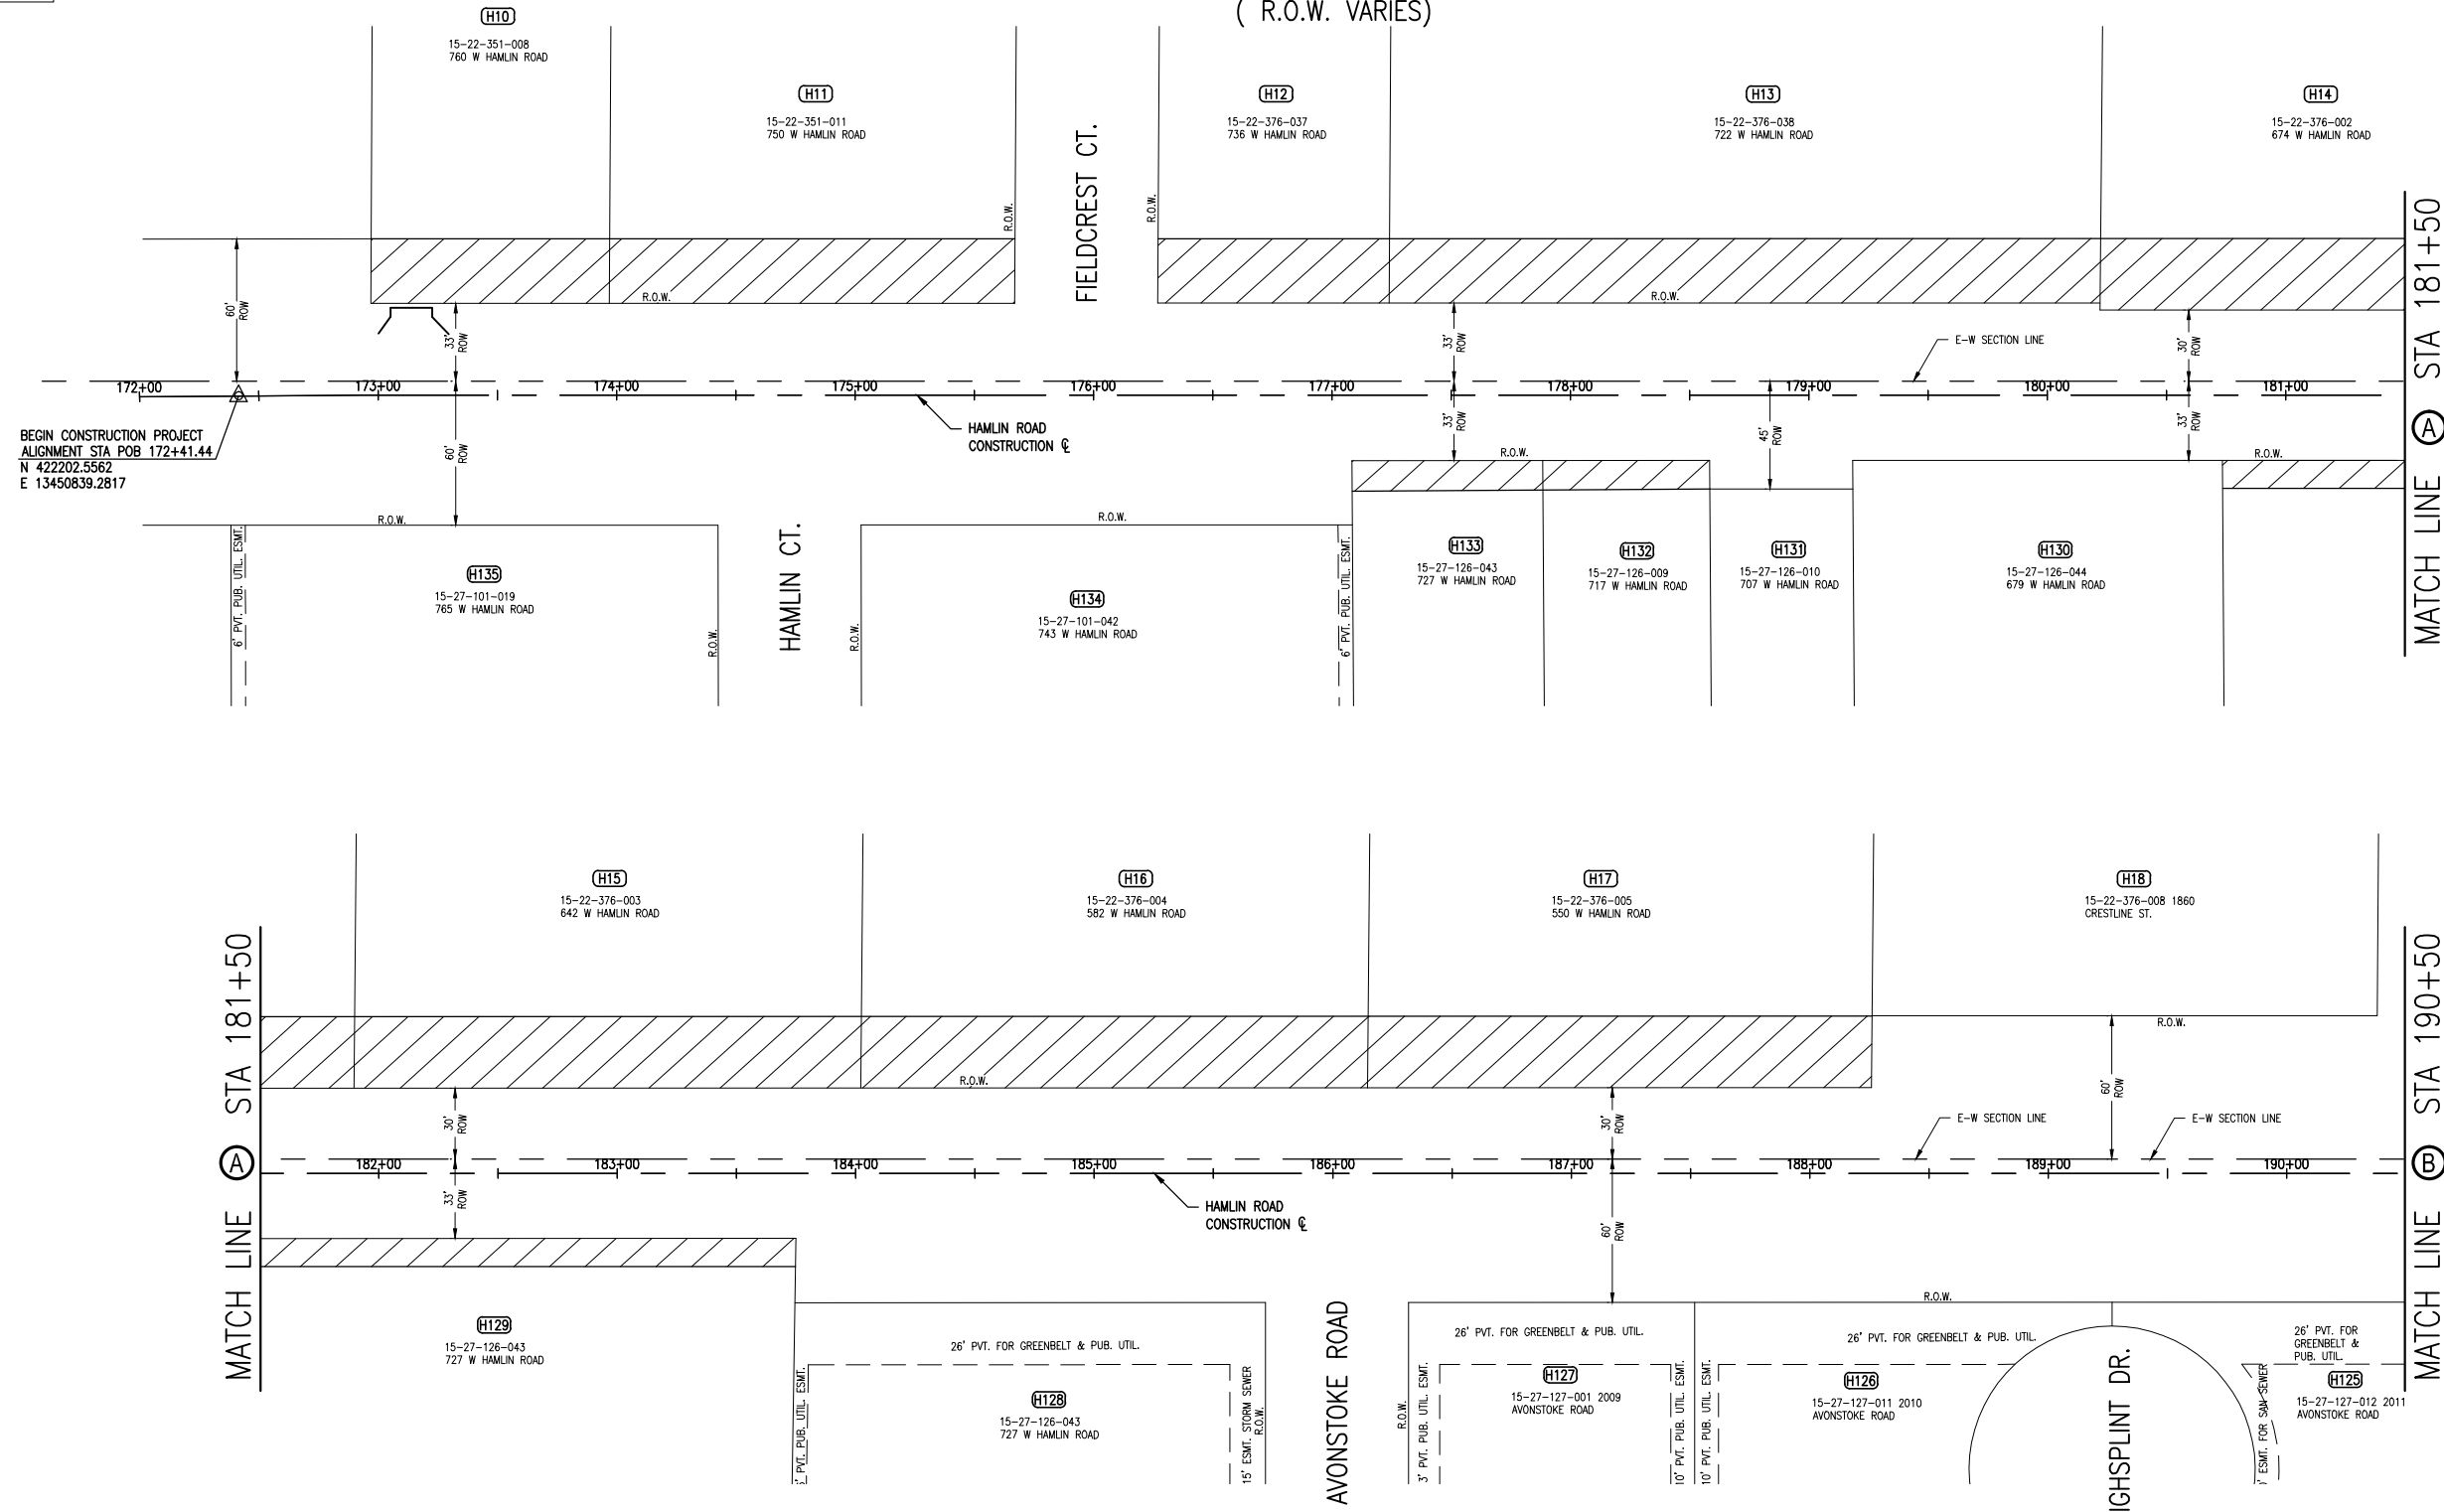 ( R.O.W. VARIES)
H10
15-22-351-008
760 W HAMLIN ROAD
H11
15-22-351-011
750 W HAMLIN ROAD
H12
15-22-376-037
736 W HAMLIN ROAD
H13
15-22-376-038
722 W HAMLIN ROAD
H14
15-22-376-002
674 W HAMLIN ROAD
FIELDCREST CT.
R.O.W.
R.O.W.
R.O.W.
R.O.W.
60'
ROW
33'
ROW
33'
ROW
30'
ROW
E-W SECTION LINE
172+00
173+00
174+00
175+00
176+00
177+00
178+00
179+00
180+00
181+00
BEGIN CONSTRUCTION PROJECT
ALIGNMENT STA POB 172+41.44
N 422202.5562
E 13450839.2817
HAMLIN ROAD
CONSTRUCTION ℄
60'
ROW
33'
ROW
45'
ROW
33'
ROW
R.O.W.
R.O.W.
R.O.W.
R.O.W.
6' PVT. PUB. UTIL. ESMT.
H135
15-27-101-019
765 W HAMLIN ROAD
R.O.W.
HAMLIN CT.
R.O.W.
H134
15-27-101-042
743 W HAMLIN ROAD
6' PVT. PUB. UTIL. ESMT.
H133
15-27-126-043
727 W HAMLIN ROAD
H132
15-27-126-009
717 W HAMLIN ROAD
H131
15-27-126-010
707 W HAMLIN ROAD
H130
15-27-126-044
679 W HAMLIN ROAD
MATCH LINE A STA 181+50
H15
15-22-376-003
642 W HAMLIN ROAD
H16
15-22-376-004
582 W HAMLIN ROAD
H17
15-22-376-005
550 W HAMLIN ROAD
H18
15-22-376-008 1860
CRESTLINE ST.
MATCH LINE A STA 181+50
R.O.W.
R.O.W.
30'
ROW
30'
ROW
60'
ROW
E-W SECTION LINE
E-W SECTION LINE
182+00
183+00
184+00
185+00
186+00
187+00
188+00
189+00
190+00
33'
ROW
HAMLIN ROAD
CONSTRUCTION ℄
60'
ROW
R.O.W.
H129
15-27-126-043
727 W HAMLIN ROAD
PVT. PUB. UTIL. ESMT.
26' PVT. FOR GREENBELT & PUB. UTIL.
H128
15-27-126-043
727 W HAMLIN ROAD
15' ESMT. STORM SEWER
R.O.W.
AVONSTOKE ROAD
R.O.W.
3' PVT. PUB. UTIL. ESMT.
26' PVT. FOR GREENBELT & PUB. UTIL.
H127
15-27-127-001 2009
AVONSTOKE ROAD
10' PVT. PUB. UTIL. ESMT.
10' PVT. PUB. UTIL. ESMT.
26' PVT. FOR GREENBELT & PUB. UTIL.
H126
15-27-127-011 2010
AVONSTOKE ROAD
IGHSPLINT DR.
ESMT. FOR SAN SEWER
26' PVT. FOR
GREENBELT &
PUB. UTIL.
H125
15-27-127-012 2011
AVONSTOKE ROAD
MATCH LINE B STA 190+50